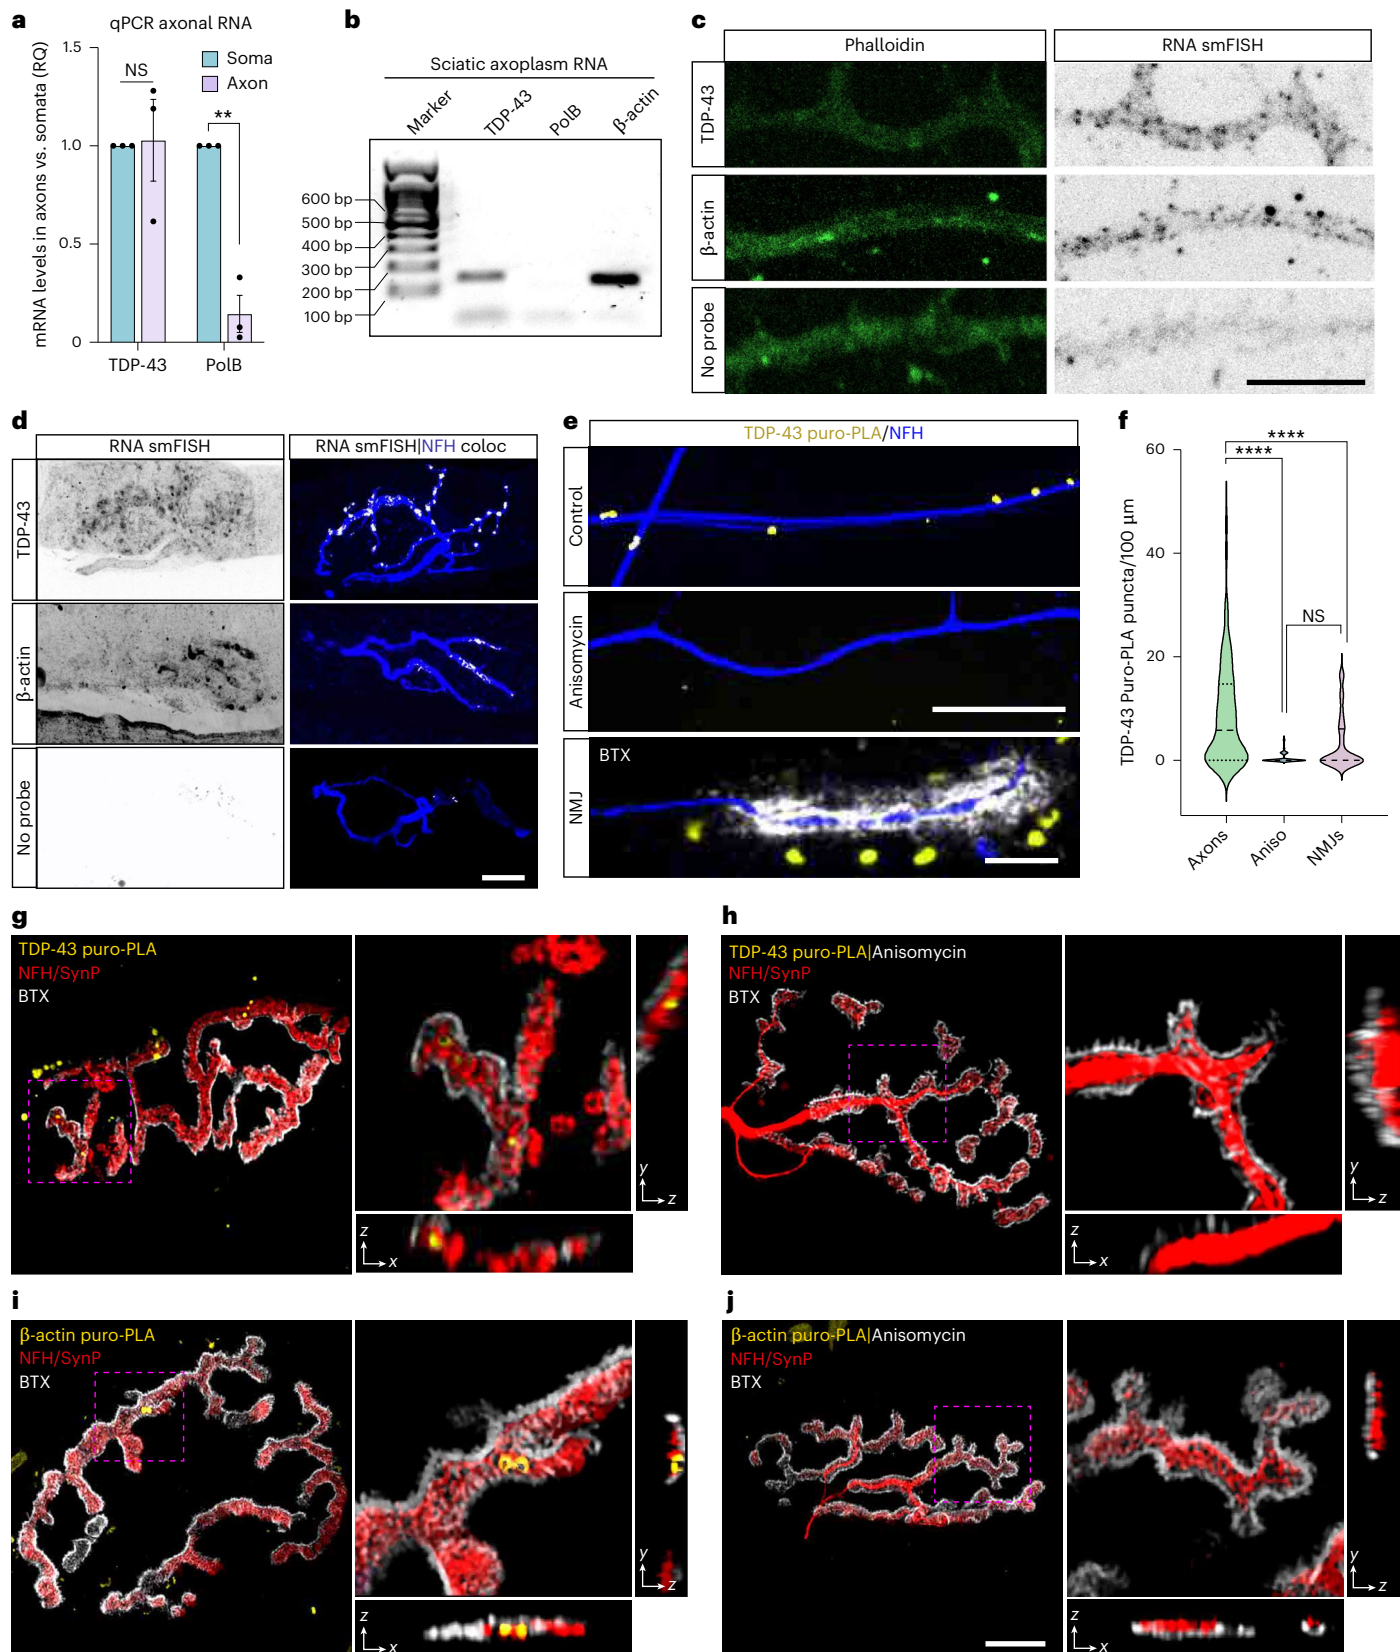 a
qPCR axonal RNA
mRNA levels in axons vs. somata (RQ)
1.5
1.0
0.5
0
NS
**
Soma
Axon
TDP-43
PolB
b
Sciatic axoplasm RNA
Marker
TDP-43
PolB
β-actin
600 bp
500 bp
400 bp
300 bp
200 bp
100 bp
c
Phalloidin
RNA smFISH
TDP-43
β-actin
No probe
d
RNA smFISH
RNA smFISH|NFH coloc
TDP-43
β-actin
No probe
e
TDP-43 puro-PLA/NFH
Control
Anisomycin
NMJ
BTX
f
TDP-43 Puro-PLA puncta/100 µm
60
40
20
0
****
****
NS
Axons
Aniso
NMJs
g
TDP-43 puro-PLA
NFH/SynP
BTX
y
z
z
x
h
TDP-43 puro-PLA|Anisomycin
NFH/SynP
BTX
y
z
z
x
i
β-actin puro-PLA
NFH/SynP
BTX
y
z
z
x
j
β-actin puro-PLA|Anisomycin
NFH/SynP
BTX
y
z
z
x